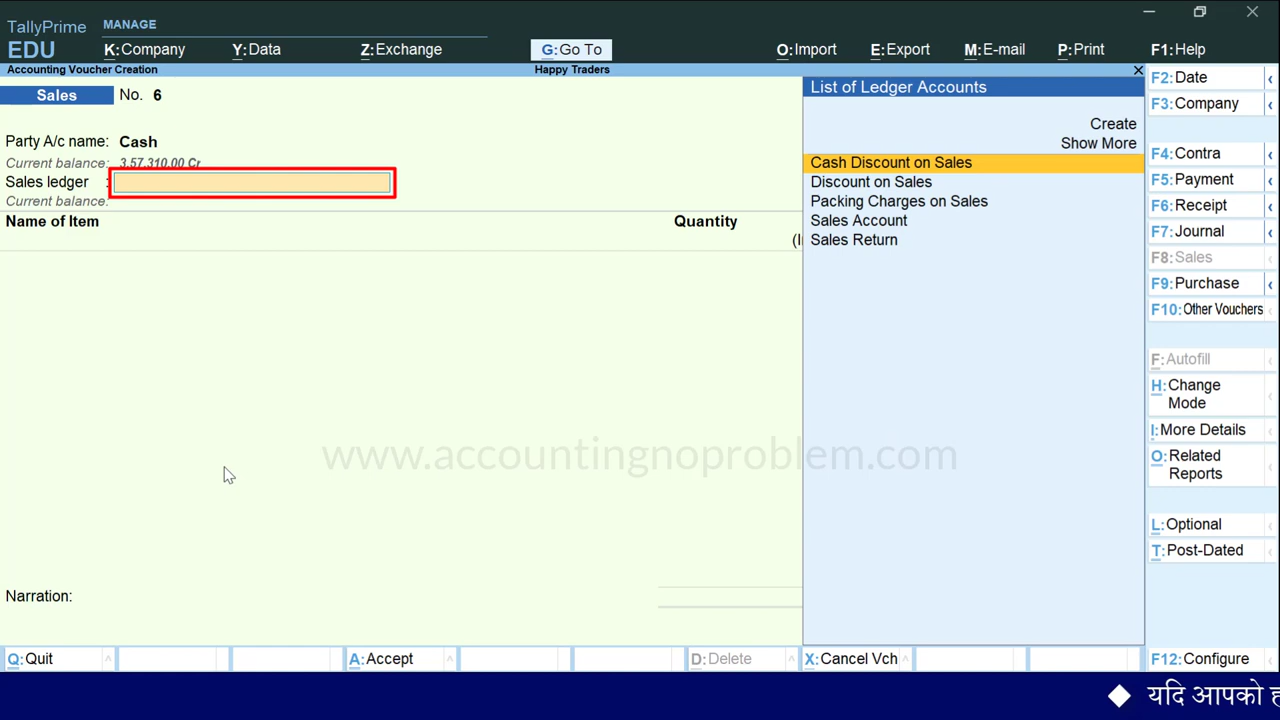 TallyPrime
EDU
MANAGE
K:Company
Y:Data
Z:Exchange
G:Go To
O:Import
E:Export
M:E-mail
P:Print
F1:Help
Accounting Voucher Creation
Happy Traders
Sales No. 6
Party A/c name: Cash
Current balance: 3,57,310.00 Cr
Sales ledger :
Current balance:
Name of Item
Quantity
List of Ledger Accounts
Create
Show More
Cash Discount on Sales
Discount on Sales
Packing Charges on Sales
Sales Account
Sales Return
F2:Date
F3:Company
F4:Contra
F5:Payment
F6:Receipt
F7:Journal
F8:Sales
F9:Purchase
F10:Other Vouchers
F:Autofill
H:Change
Mode
I:More Details
O:Related
Reports
L:Optional
T:Post-Dated
www.accountingnoproblem.com
Narration:
Q:Quit
A:Accept
D:Delete
X:Cancel Vch
F12:Configure
यदि आपको